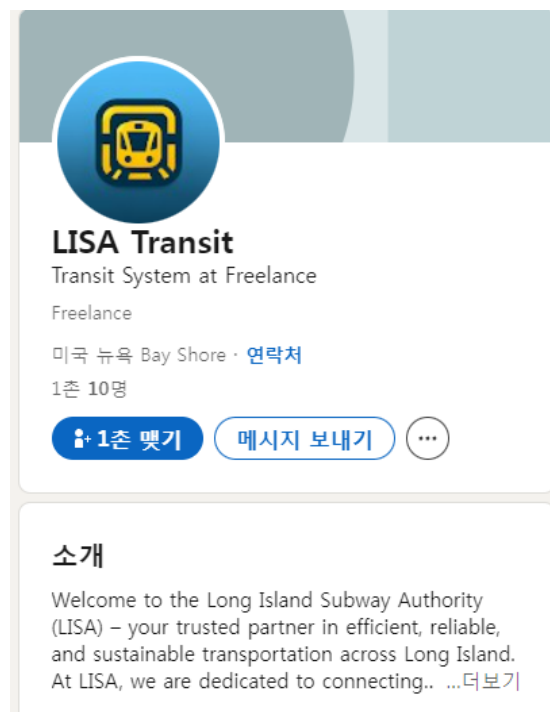 LISA Transit
Transit System at Freelance
Freelance
미국 뉴욕 Bay Shore · 연락처
1촌 10명
1촌 맺기
메시지 보내기
소개
Welcome to the Long Island Subway Authority
(LISA) – your trusted partner in efficient, reliable,
and sustainable transportation across Long Island.
At LISA, we are dedicated to connecting.. ...더보기